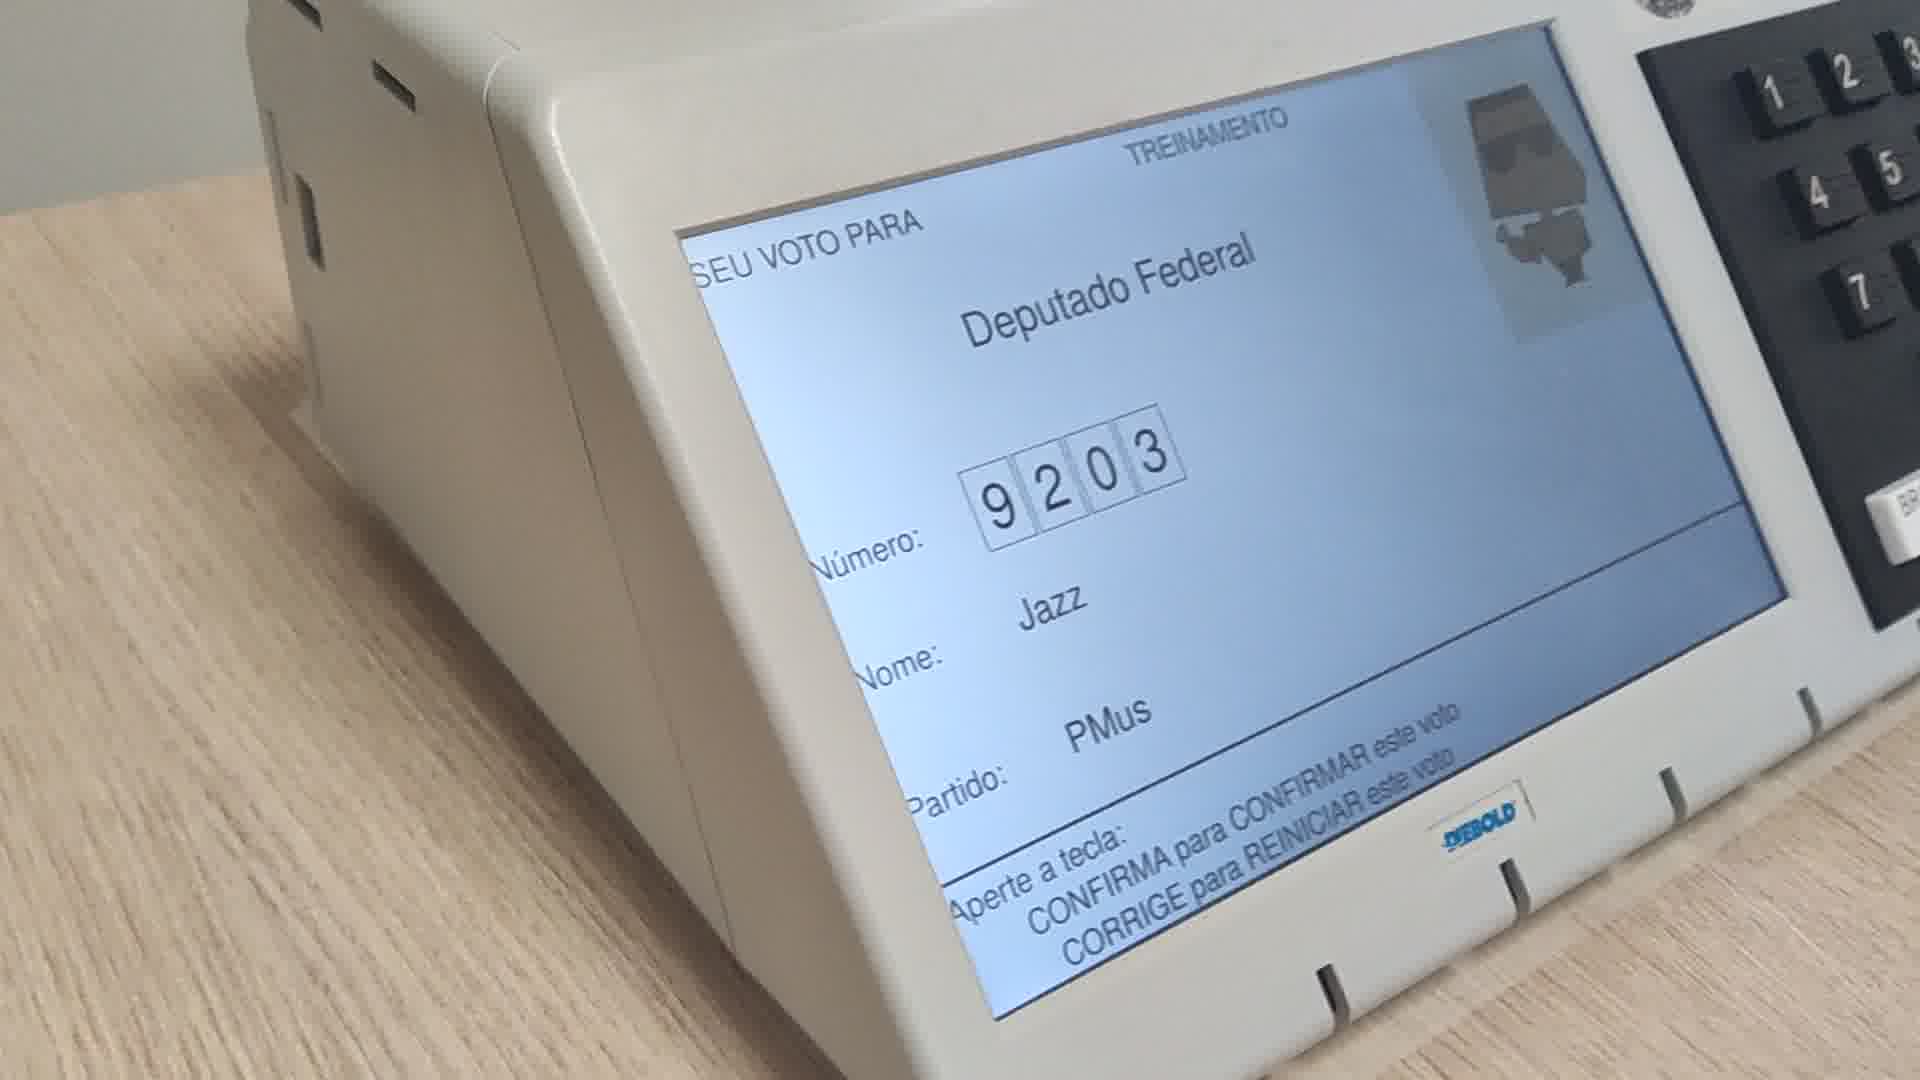 TREINAMENTO
SEU VOTO PARA
Deputado Federal
Número: 9203
Nome: Jazz
Partido: PMus
Aperte a tecla:
CONFIRMA para CONFIRMAR este voto
CORRIGE para REINICIAR este voto
DIEBOLD
1 2 3
4 5
7